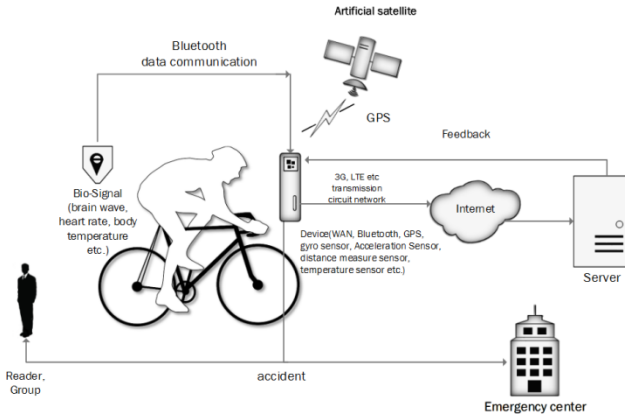 Artificial satellite
Bluetooth
data communication
GPS
Feedback
3G, LTE etc
transmission
circuit network
Internet
Bio-Signal
(brain wave,
heart rate, body
temperature
etc.)
Device(WAN, Bluetooth, GPS,
gyro sensor, Acceleration Sensor,
distance measure sensor,
temperature sensor etc.)
Server
Reader,
Group
accident
Emergency center